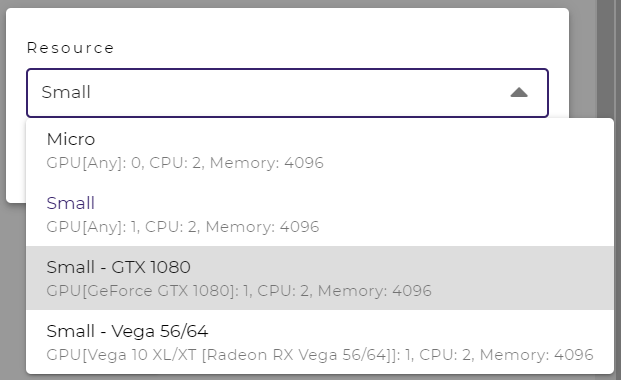 Resource
Small
Micro
GPU[Any]: 0, CPU: 2, Memory: 4096
Small
GPU[Any]: 1, CPU: 2, Memory: 4096
Small - GTX 1080
GPU[GeForce GTX 1080]: 1, CPU: 2, Memory: 4096
Small - Vega 56/64
GPU[Vega 10 XL/XT [Radeon RX Vega 56/64]]: 1, CPU: 2, Memory: 4096